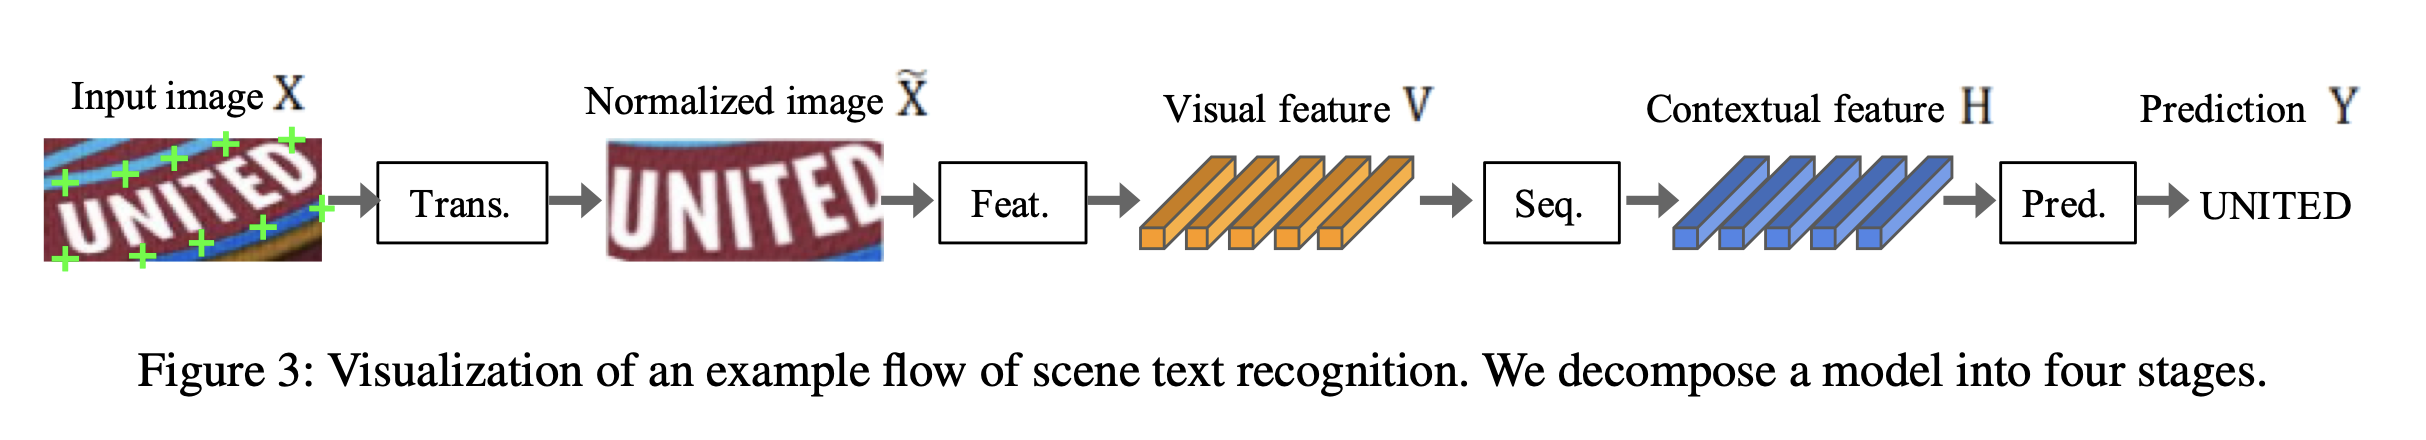 Input image X
Normalized image X̃
Visual feature V
Contextual feature H
Prediction Y
UNITED
Trans.
UNITED
Feat.
Seq.
Pred.
UNITED
Figure 3: Visualization of an example flow of scene text recognition. We decompose a model into four stages.